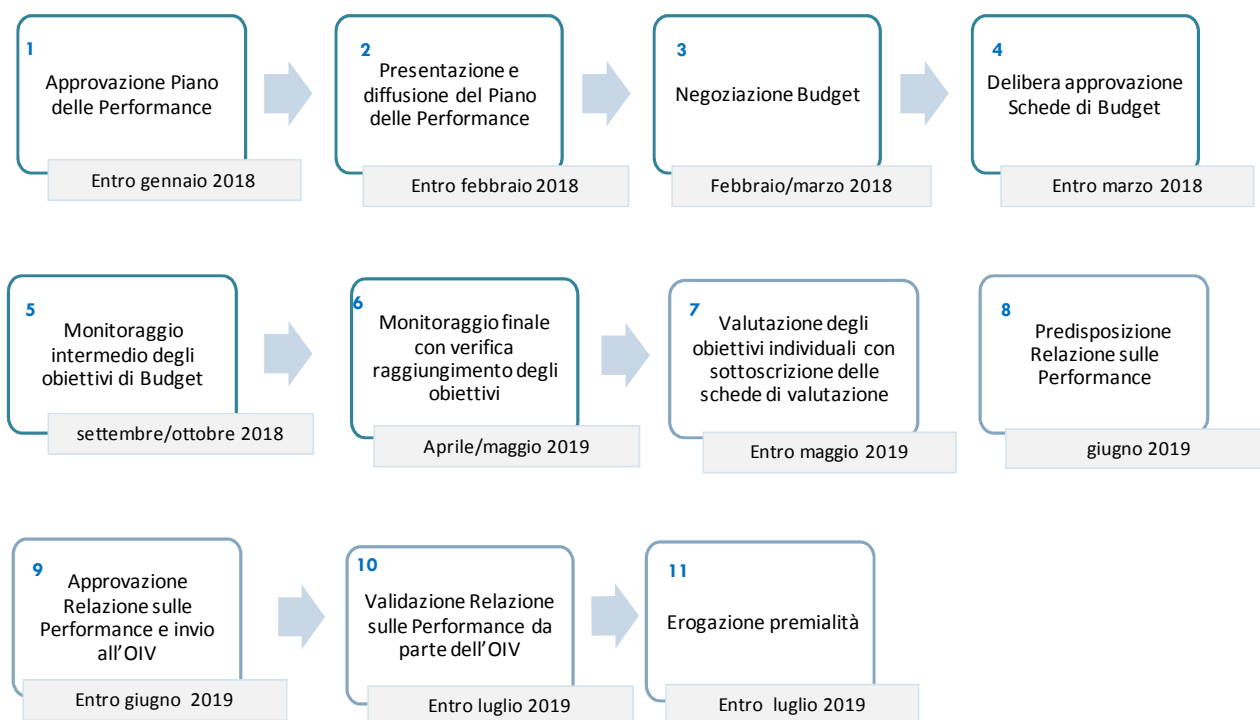 1
Approvazione Piano
delle Performance
Entro gennaio 2018
2
Presentazione e
diffusione del Piano
delle Performance
Entro febbraio 2018
3
Negoziazione Budget
Febbraio/marzo 2018
4
Delibera approvazione
Schede di Budget
Entro marzo 2018
5
Monitoraggio
intermedio degli
obiettivi di Budget
settembre/ottobre 2018
6
Monitoraggio finale
con verifica
raggiungimento degli
obiettivi
Aprile/maggio 2019
7
Valutazione degli
obiettivi individuali con
sottoscrizione delle
schede di valutazione
Entro maggio 2019
8
Predisposizione
Relazione sulle
Performance
giugno 2019
9
Approvazione
Relazione sulle
Performance e invio
all'OIV
Entro giugno 2019
10
Validazione Relazione
sulle Performance da
parte dell'OIV
Entro luglio 2019
11
Erogazione premialità
Entro luglio 2019